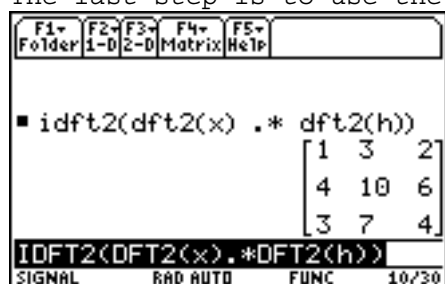 The last step is to use the
F1▾ F2▾ F3▾ F4▾ F5▾
Folder 1-D 2-D Matrix Help
▪ idft2(dft2(x) .* dft2(h))
[1 3 2]
[4 10 6]
[3 7 4]
IDFT2(DFT2(x).*DFT2(h))
SIGNAL RAD AUTO FUNC 10/30